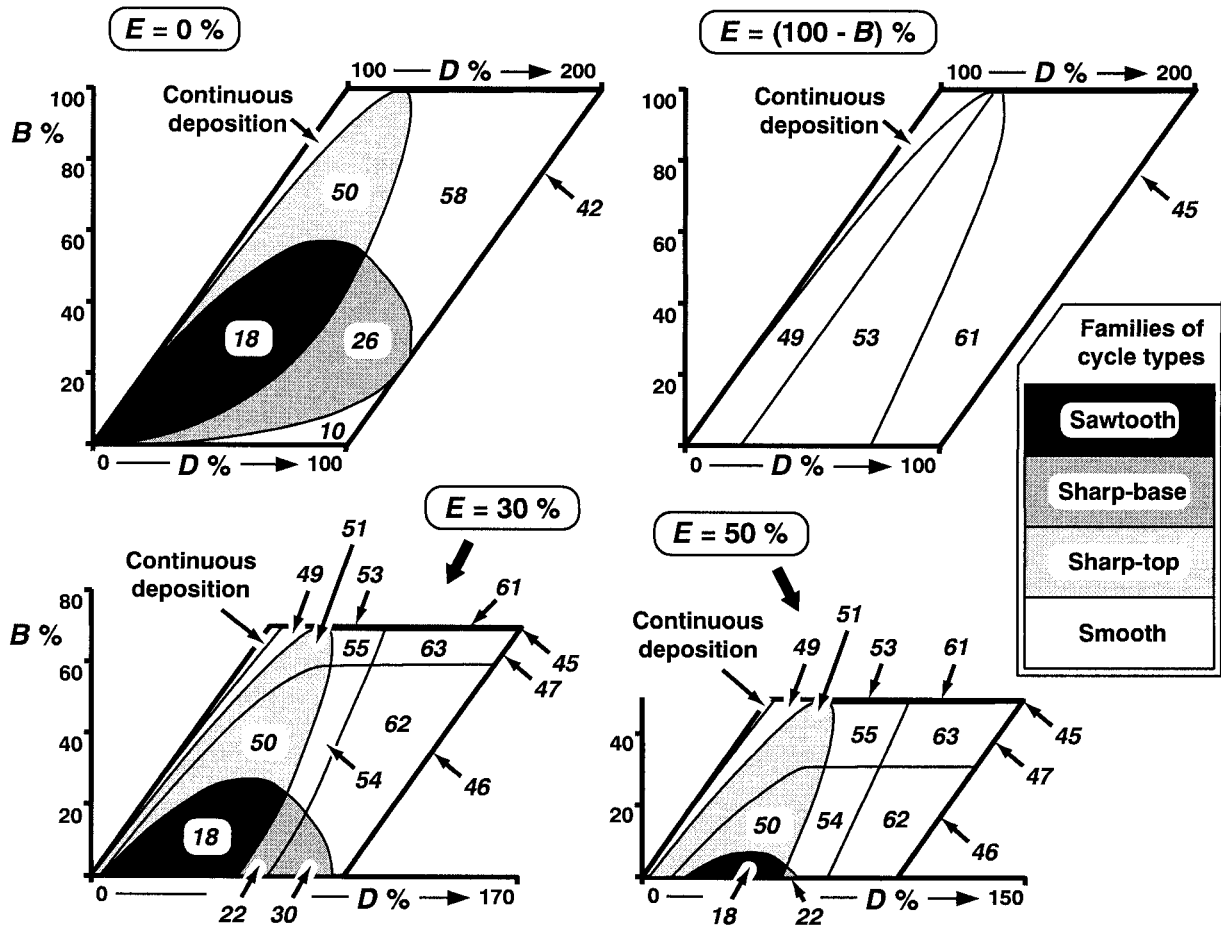 E = 0 %
100 — D % → 200
Continuous
deposition
B %
100
80
60
40
20
0 — D % → 100
50
58
42
18
26
10
E = (100 - B) %
100 — D % → 200
Continuous
deposition
100
80
60
40
20
0 — D % → 100
49
53
61
45
Families of
cycle types
Sawtooth
Sharp-base
Sharp-top
Smooth
E = 30 %
Continuous
deposition
B %
80
60
40
20
49
51
53
61
55
63
45
47
50
62
54
46
18
22
30
0 — D % → 170
E = 50 %
Continuous
deposition
40
20
49
51
53
61
55
63
45
47
50
54
62
46
18
22
0 — D % → 150